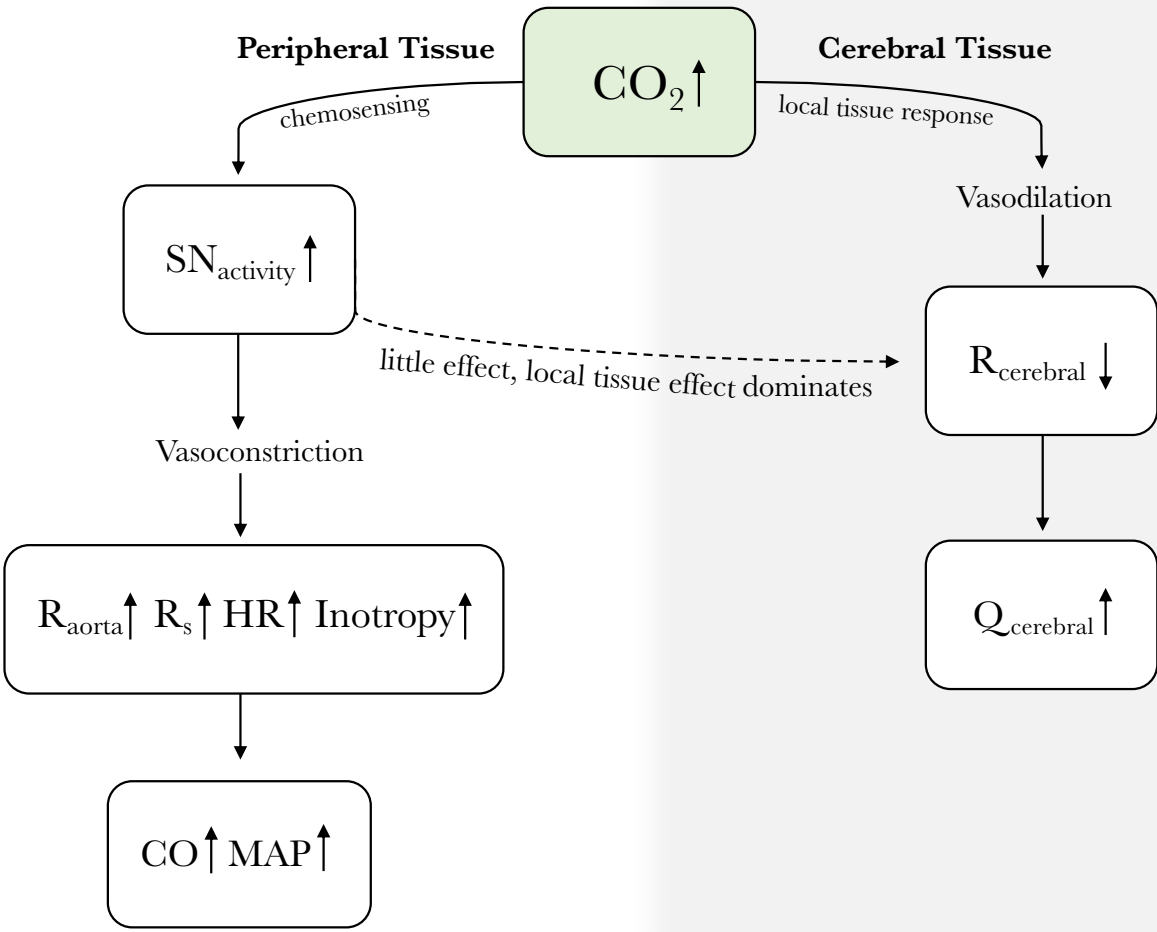 Peripheral Tissue
CO₂↑
Cerebral Tissue
chemosensing
local tissue response
SN_activity ↑
Vasodilation
little effect, local tissue effect dominates
R_cerebral ↓
Vasoconstriction
R_aorta ↑ R_s ↑ HR ↑ Inotropy ↑
Q_cerebral ↑
CO ↑ MAP ↑